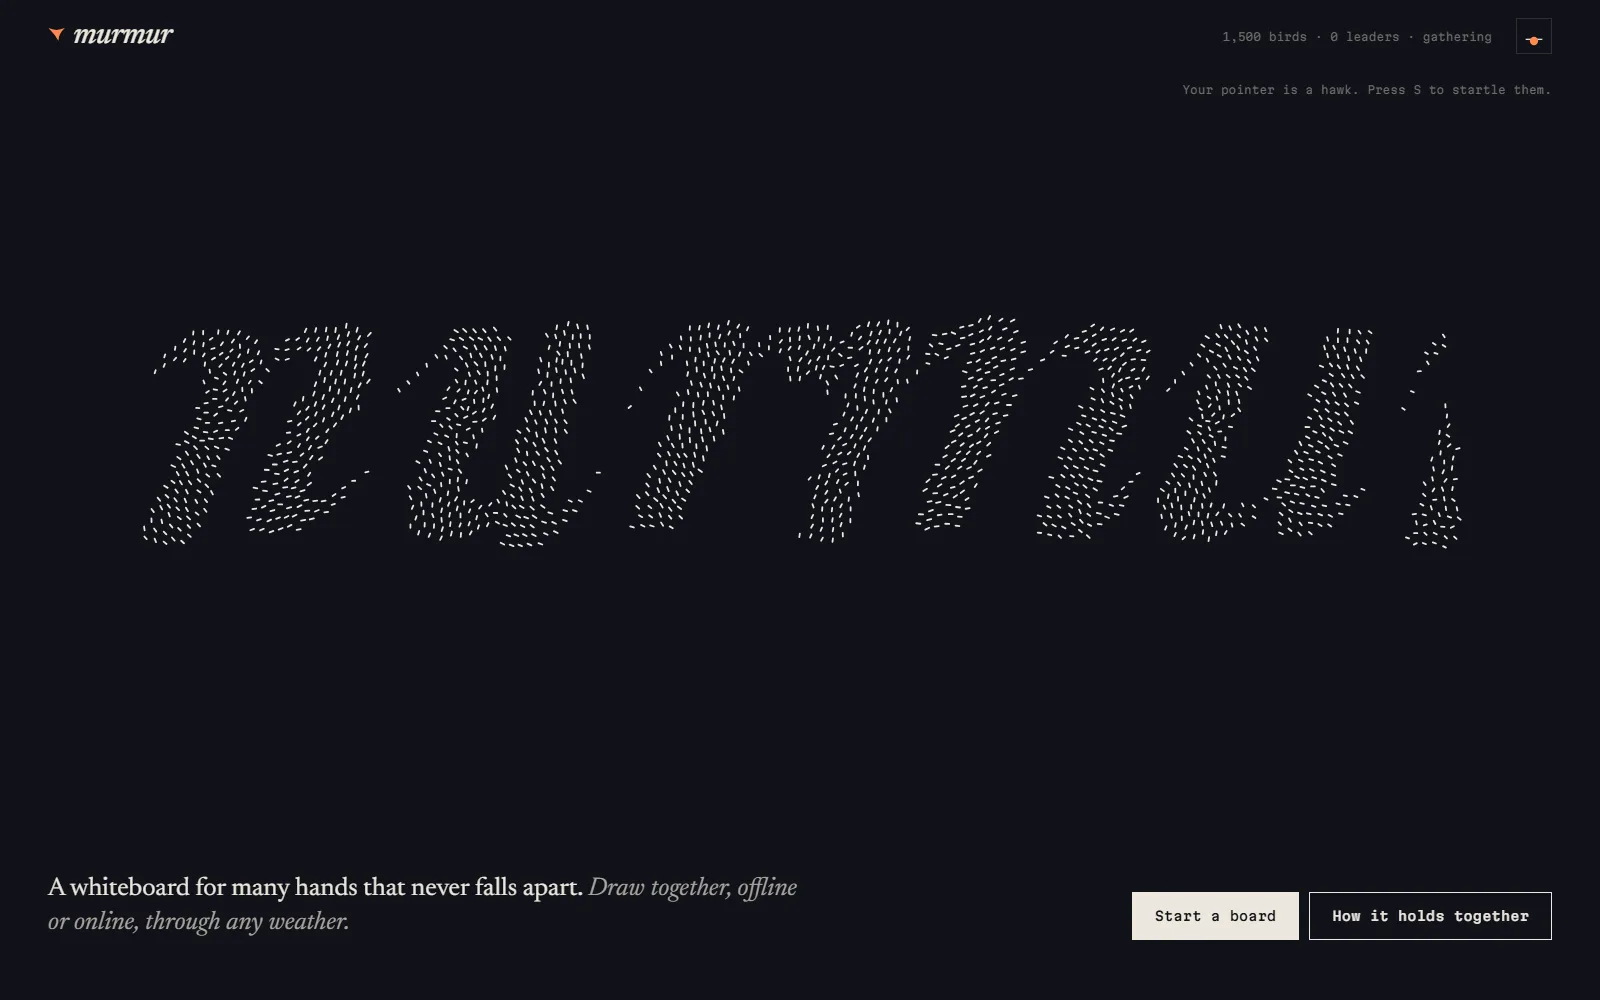 murmur
1,500 birds · 0 leaders · gathering
Your pointer is a hawk. Press S to startle them.
murmur
A whiteboard for many hands that never falls apart. Draw together, offline
or online, through any weather.
Start a board
How it holds together